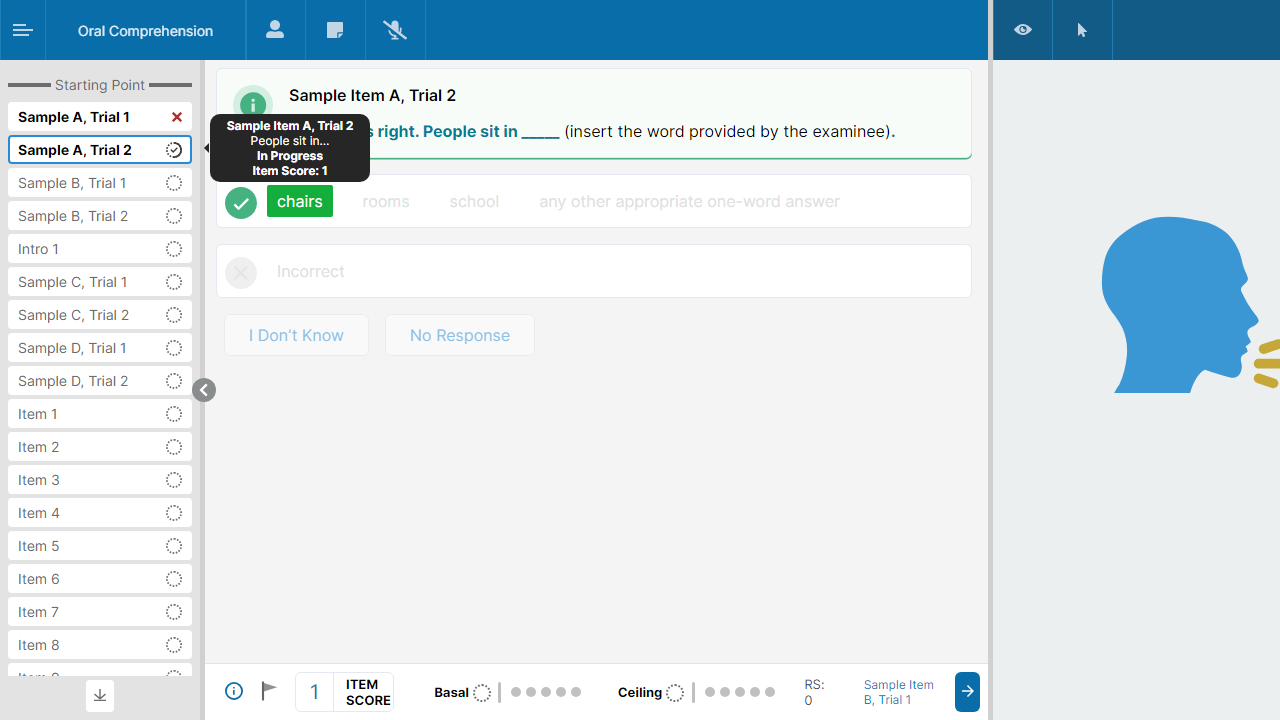 Oral Comprehension
Starting Point
Sample A, Trial 1
Sample A, Trial 2
Sample B, Trial 1
Sample B, Trial 2
Intro 1
Sample C, Trial 1
Sample C, Trial 2
Sample D, Trial 1
Sample D, Trial 2
Item 1
Item 2
Item 3
Item 4
Item 5
Item 6
Item 7
Item 8
Sample Item A, Trial 2
right. People sit in _____ (insert the word provided by the examinee).
Sample Item A, Trial 2
People sit in...
In Progress
Item Score: 1
chairs rooms school any other appropriate one-word answer
Incorrect
I Don't Know No Response
1 ITEM SCORE
Basal
Ceiling
RS: 0
Sample Item
B, Trial 1